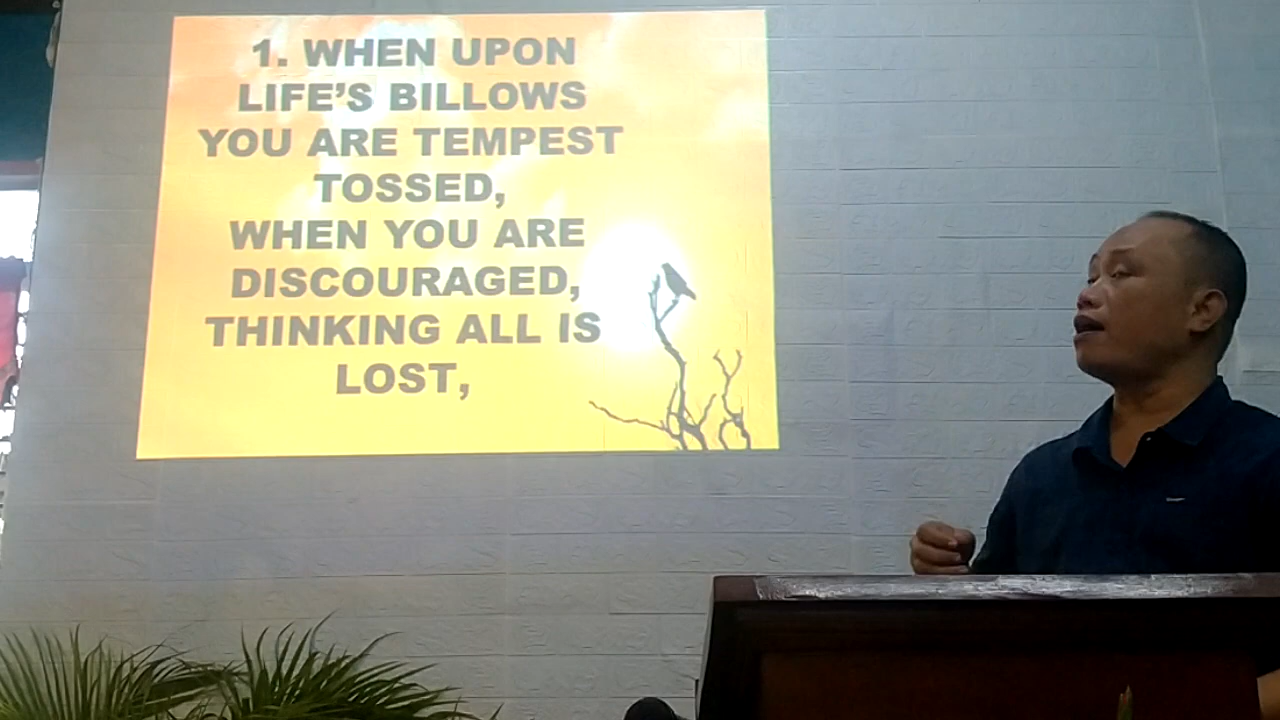 1. WHEN UPON
LIFE’S BILLOWS
YOU ARE TEMPEST
TOSSED,
WHEN YOU ARE
DISCOURAGED,
THINKING ALL IS
LOST,